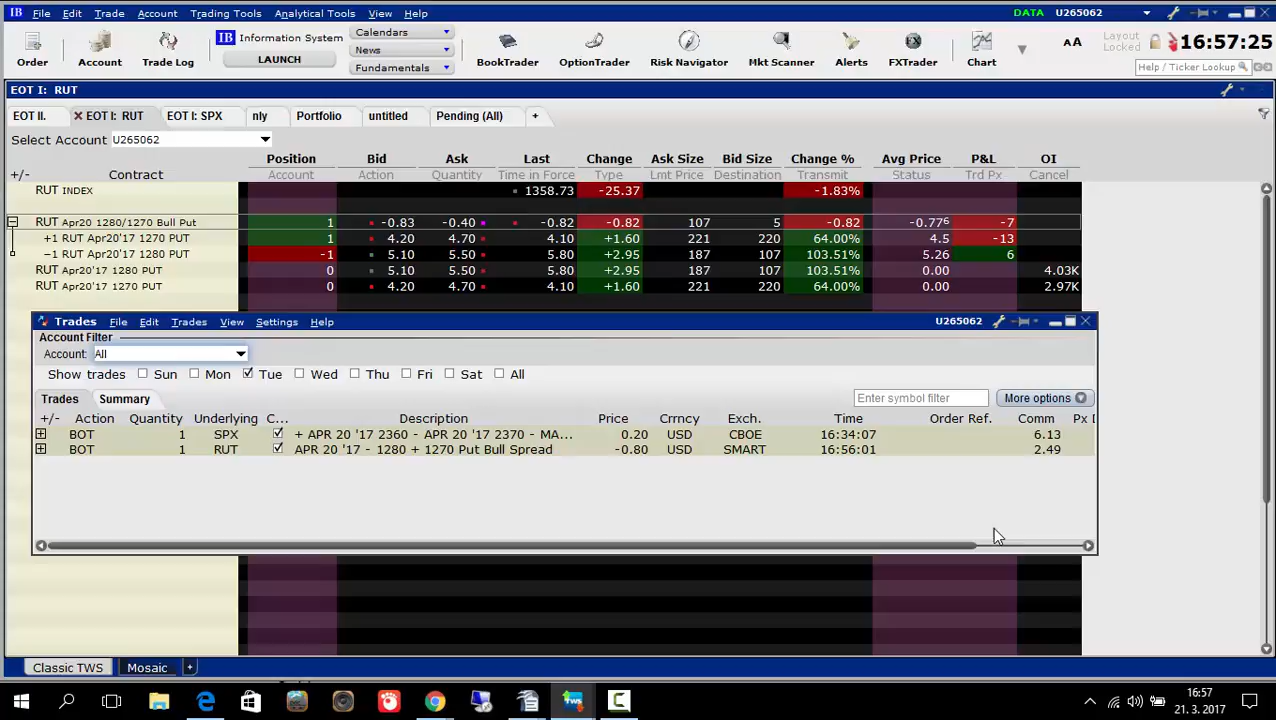 IB File Edit Trade Account Trading Tools Analytical Tools View Help DATA U265062
Order Account Trade Log IB Information System LAUNCH Calendars News Fundamentals BookTrader OptionTrader Risk Navigator Mkt Scanner Alerts FXTrader Chart Layout Locked AA 16:57:25
Help / Ticker Lookup
EOT I: RUT
EOT II. EOT I: RUT EOT I: SPX nly Portfolio untitled Pending (All) +
Select Account U265062
Position Bid Ask Last Change Ask Size Bid Size Change % Avg Price P&L OI
+/- Contract Account Action Quantity Time in Force Type Lmt Price Destination Transmit Status Trd Px Cancel
RUT INDEX 1358.73 -25.37 -1.83%
RUT Apr20 1280/1270 Bull Put 1 -0.83 -0.40 -0.82 -0.82 107 5 -0.82 -0.77⁶ -7
+1 RUT Apr20'17 1270 PUT 1 4.20 4.70 4.10 +1.60 221 220 64.00% 4.5 -13
−1 RUT Apr20'17 1280 PUT -1 5.10 5.50 5.80 +2.95 187 107 103.51% 5.26 6
RUT Apr20'17 1280 PUT 0 5.10 5.50 5.80 +2.95 187 107 103.51% 0.00 4.03K
RUT Apr20'17 1270 PUT 0 4.20 4.70 4.10 +1.60 221 220 64.00% 0.00 2.97K
Trades File Edit Trades View Settings Help U265062
Account Filter
Account All
Show trades Sun Mon Tue Wed Thu Fri Sat All
Trades Summary Enter symbol filter More options
+/- Action Quantity Underlying C... Description Price Crrncy Exch. Time Order Ref. Comm Px D
BOT 1 SPX + APR 20 '17 2360 - APR 20 '17 2370 - MA... 0.20 USD CBOE 16:34:07 6.13
BOT 1 RUT APR 20 '17 - 1280 + 1270 Put Bull Spread -0.80 USD SMART 16:56:01 2.49
Classic TWS Mosaic +
TWS
16:57
21. 3. 2017